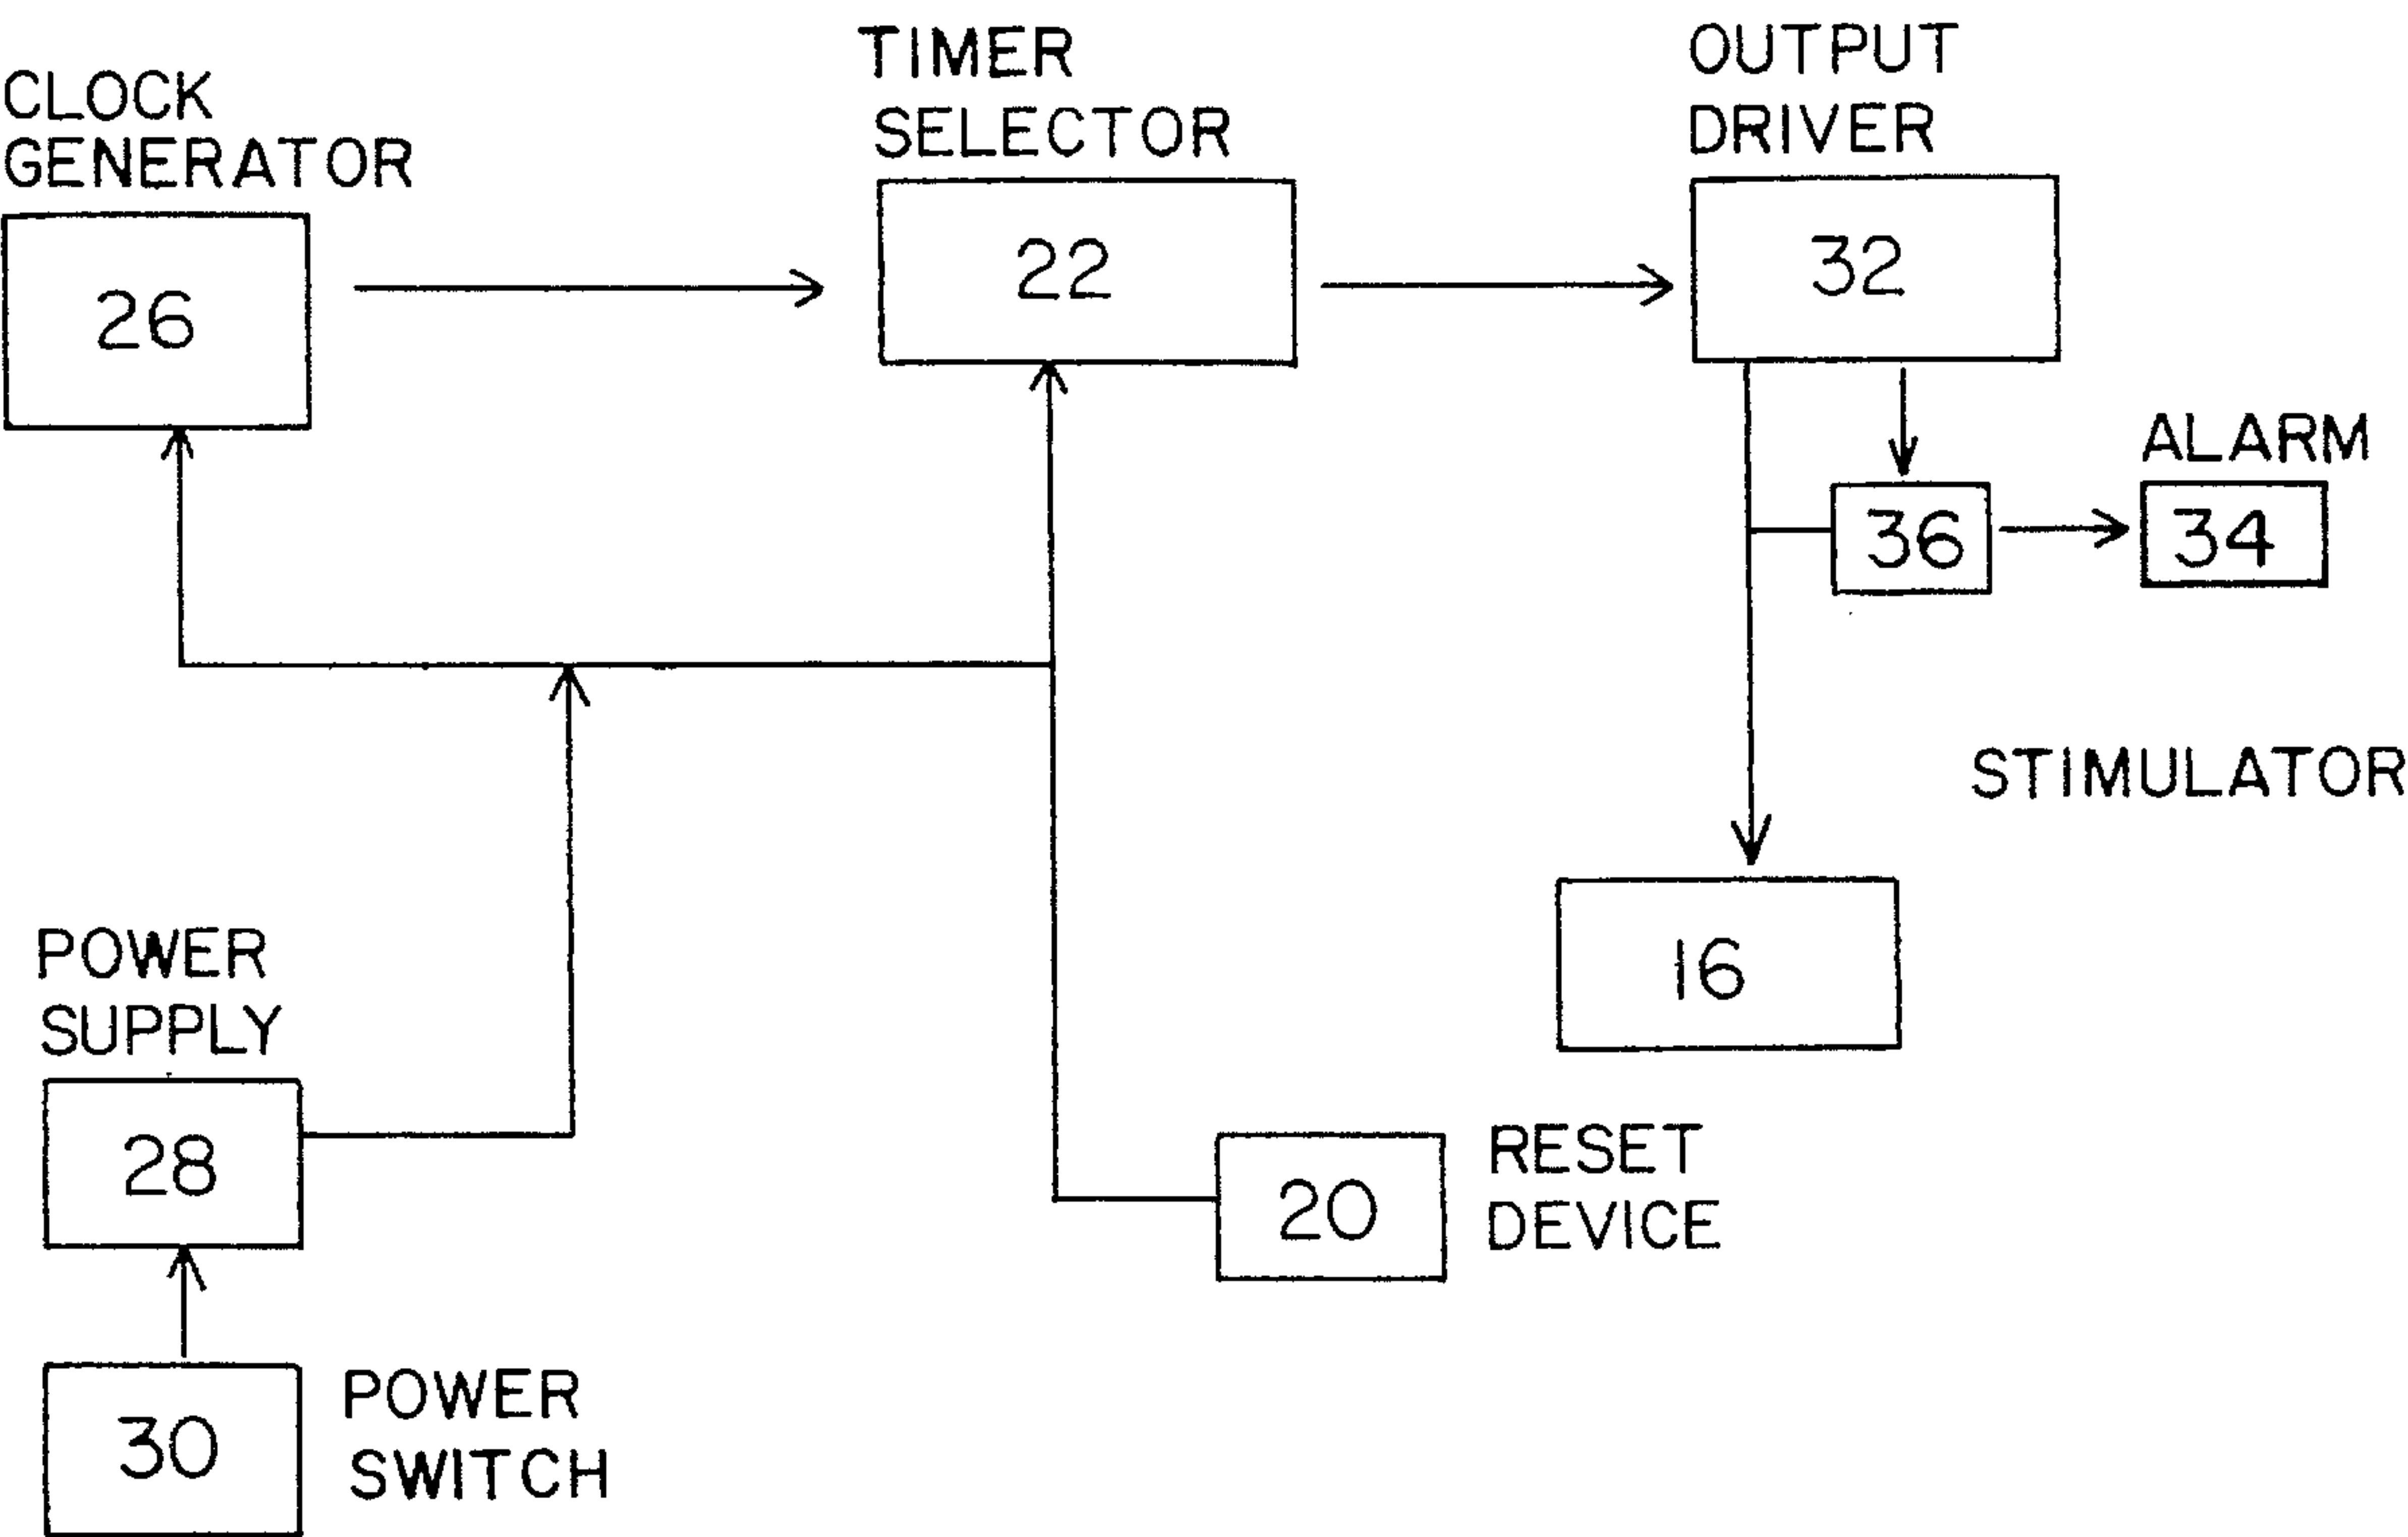 CLOCK
GENERATOR
26
TIMER
SELECTOR
22
OUTPUT
DRIVER
32
36
ALARM
34
STIMULATOR
16
POWER
SUPPLY
28
RESET
DEVICE
20
POWER
SWITCH
30